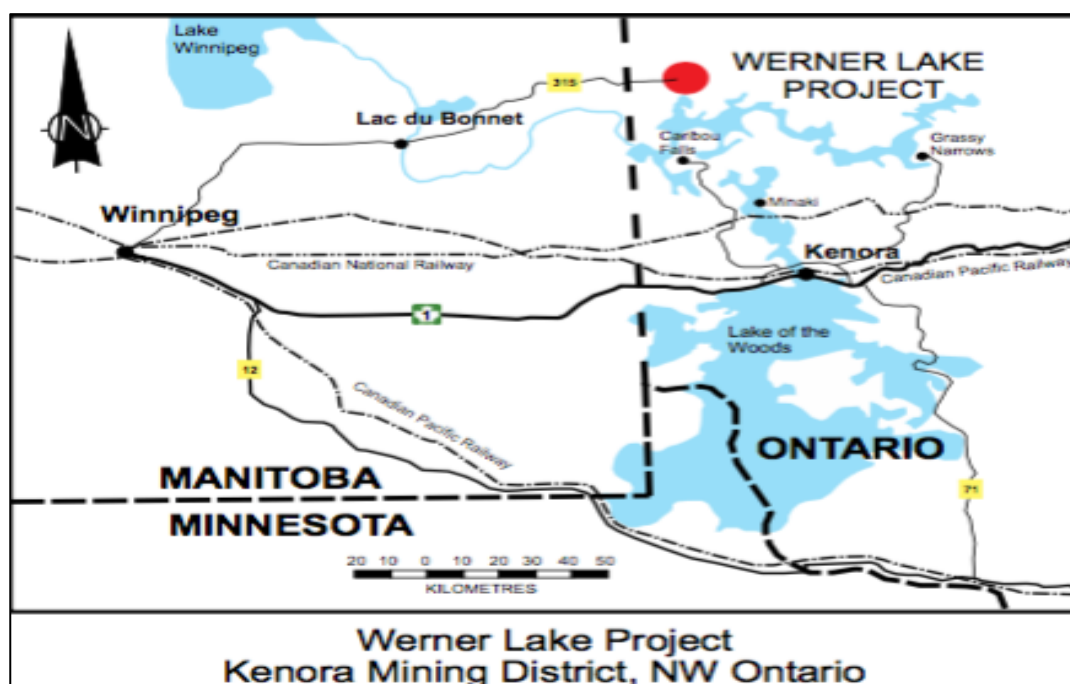 Lake
Winnipeg
WERNER LAKE
PROJECT
315
Lac du Bonnet
Caribou
Falls
Grassy
Narrows
N
Winnipeg
Minaki
Kenora
Canadian National Railway
Canadian Pacific Railway
1
Lake of the
Woods
12
Canadian Pacific Railway
ONTARIO
MANITOBA
71
MINNESOTA
20 10 0 10 20 30 40 50
KILOMETRES
Werner Lake Project
Kenora Mining District, NW Ontario